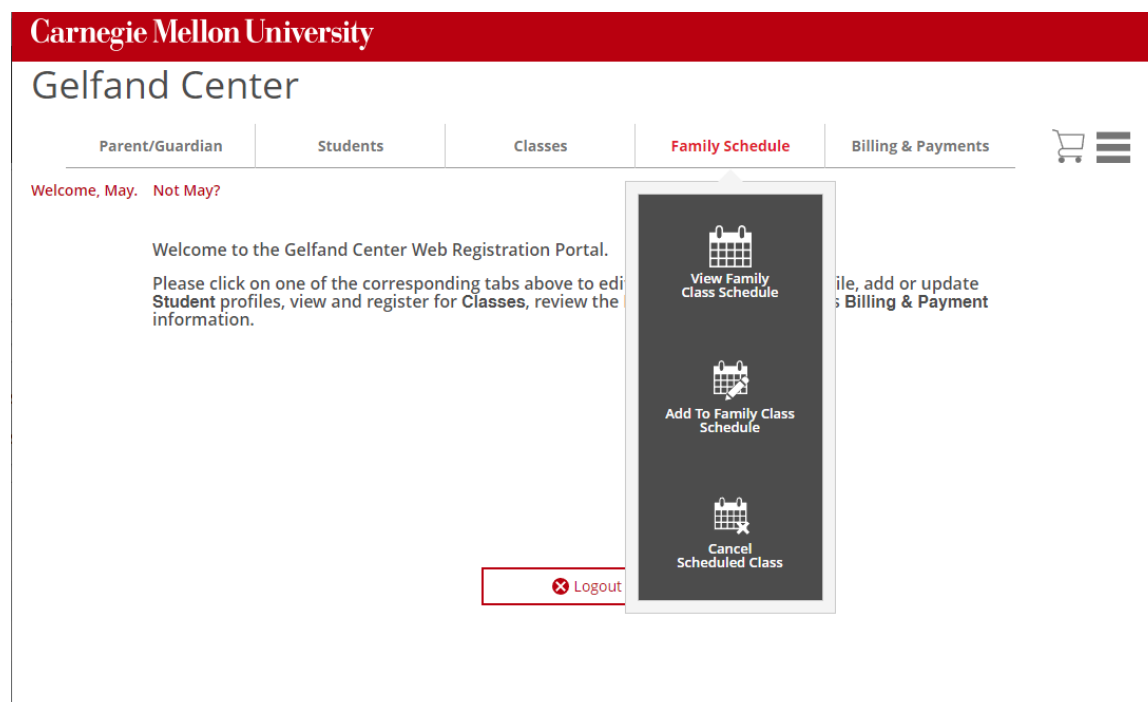 Carnegie Mellon University
Gelfand Center
Parent/Guardian Students Classes Family Schedule Billing & Payments
Welcome, May. Not May?
Welcome to the Gelfand Center Web Registration Portal.
Please click on one of the corresponding tabs above to edi ile, add or update
Student profiles, view and register for Classes, review the s Billing & Payment
information.
View Family
Class Schedule
Add To Family Class
Schedule
Cancel
Scheduled Class
Logout